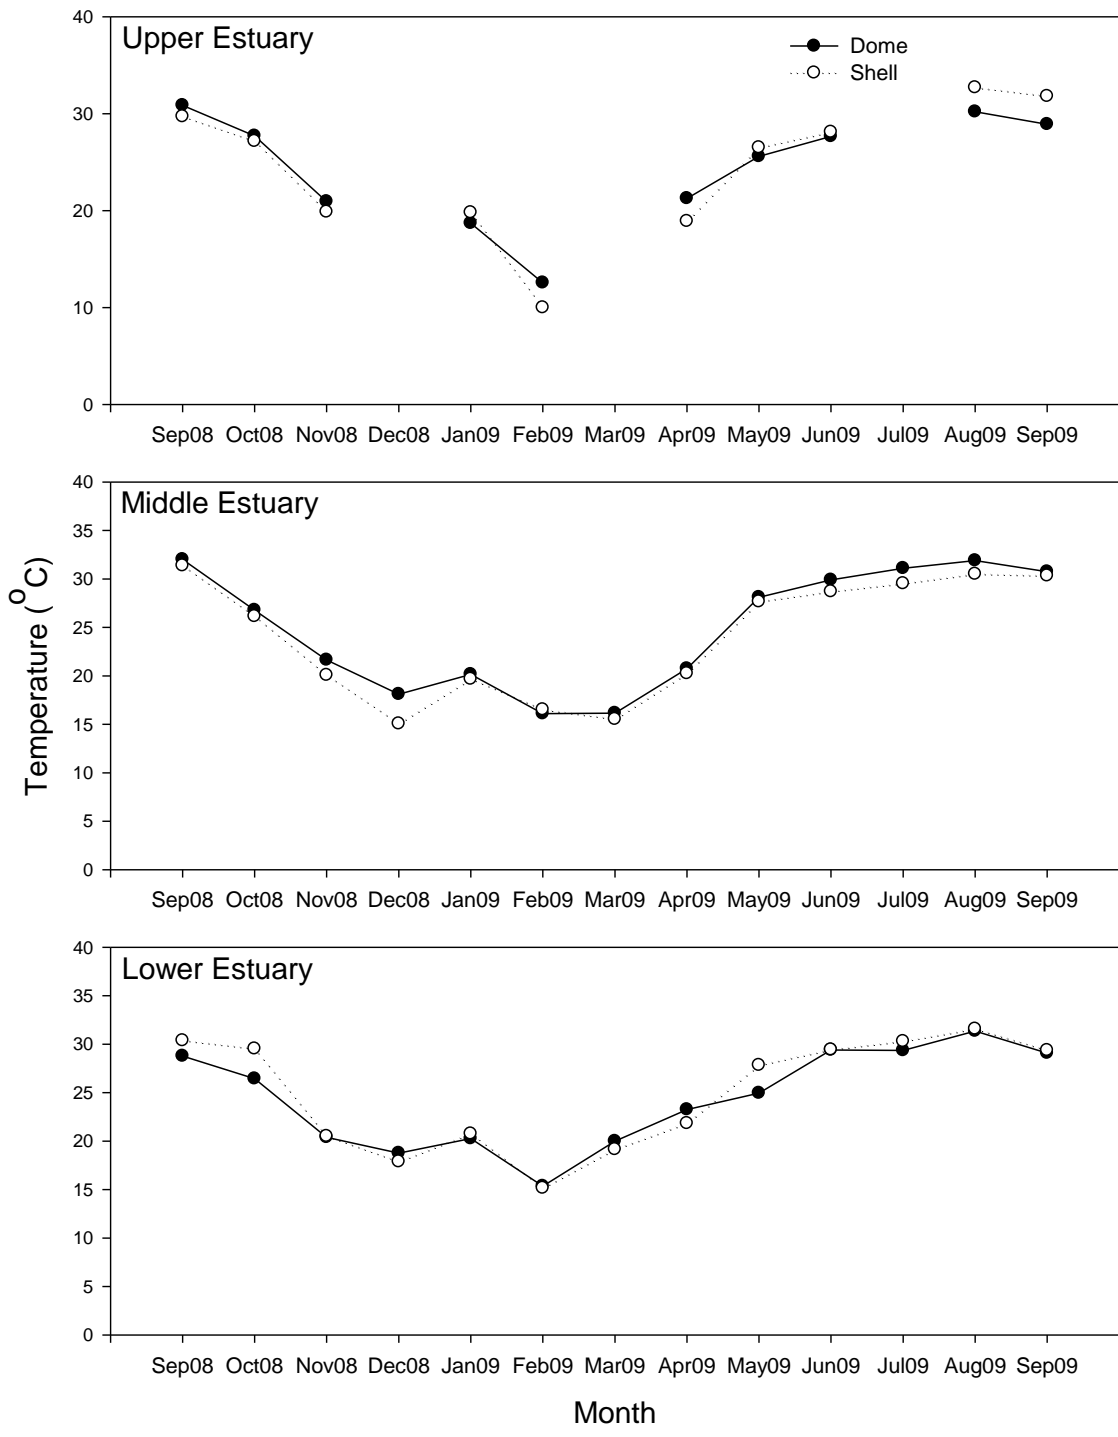 Upper Estuary
Dome
Shell
40
30
20
10
0
Sep08 Oct08 Nov08 Dec08 Jan09 Feb09 Mar09 Apr09 May09 Jun09 Jul09 Aug09 Sep09
Middle Estuary
40
35
30
25
20
15
10
5
0
Sep08 Oct08 Nov08 Dec08 Jan09 Feb09 Mar09 Apr09 May09 Jun09 Jul09 Aug09 Sep09
Temperature (°C)
Lower Estuary
40
35
30
25
20
15
10
5
0
Sep08 Oct08 Nov08 Dec08 Jan09 Feb09 Mar09 Apr09 May09 Jun09 Jul09 Aug09 Sep09
Month